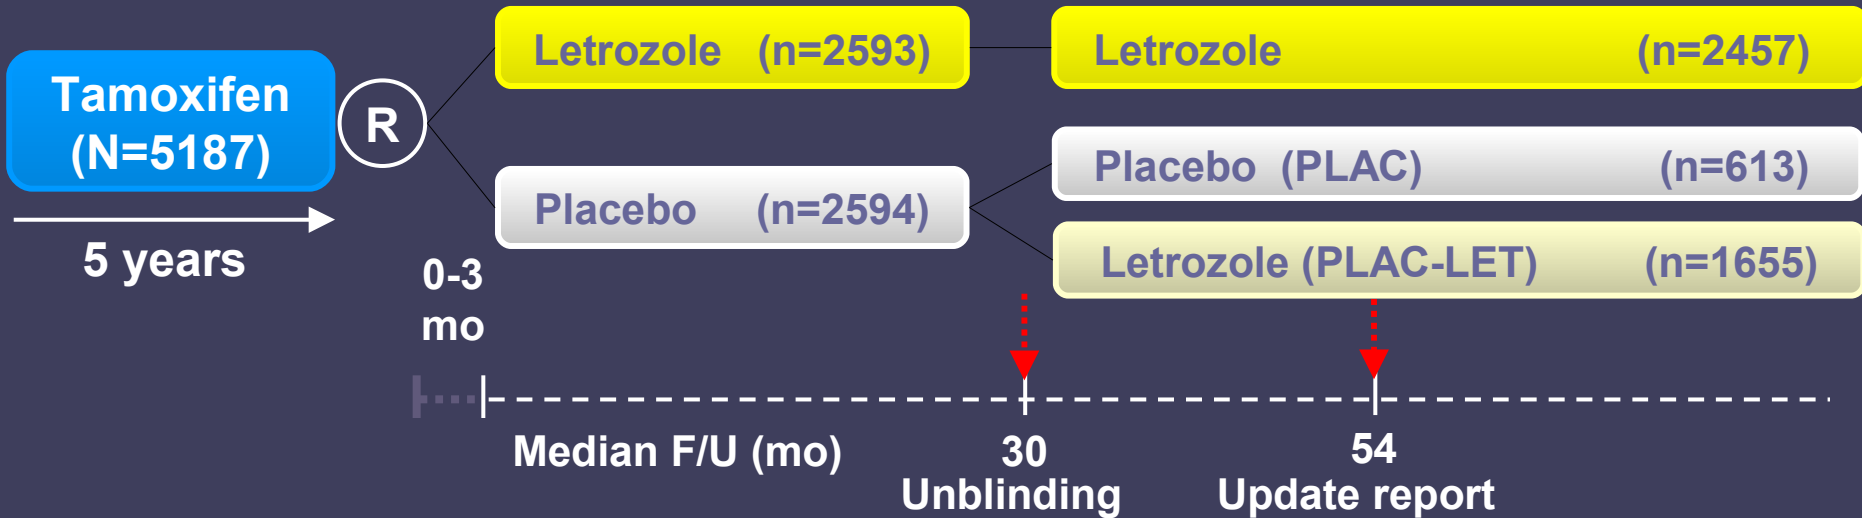 Tamoxifen
(N=5187)
5 years
R
Letrozole (n=2593)
Placebo (n=2594)
Letrozole (n=2457)
Placebo (PLAC) (n=613)
Letrozole (PLAC-LET) (n=1655)
0-3
mo
Median F/U (mo)
30
Unblinding
54
Update report